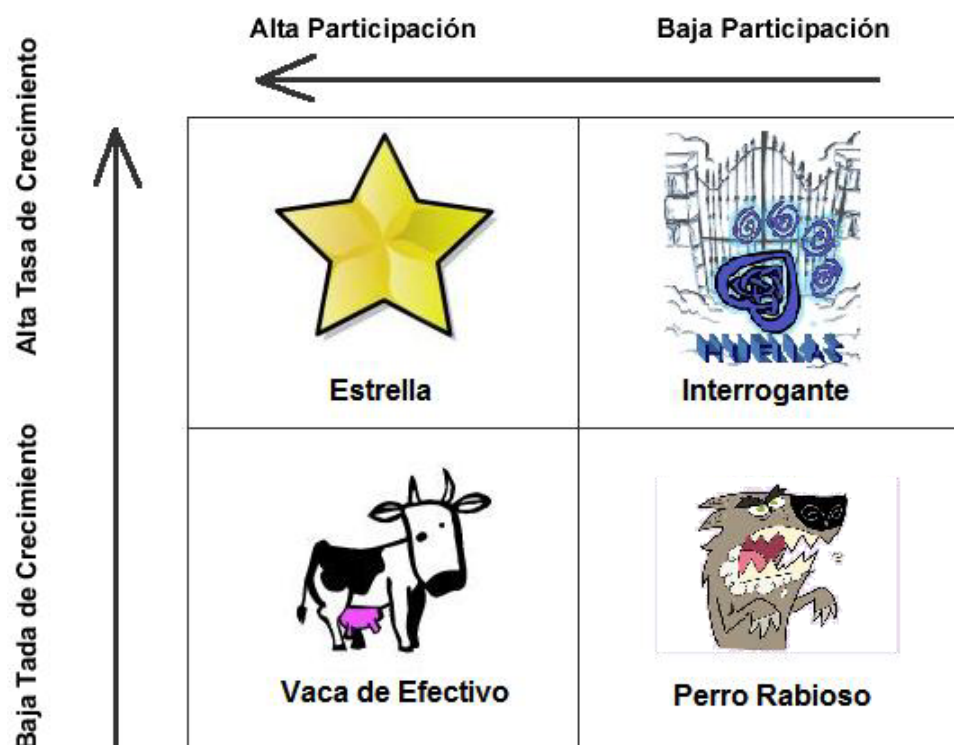 Alta Participación
Baja Participación
Alta Tasa de Crecimiento
Estrella
HUELLAS
Interrogante
Baja Tada de Crecimiento
Vaca de Efectivo
Perro Rabioso